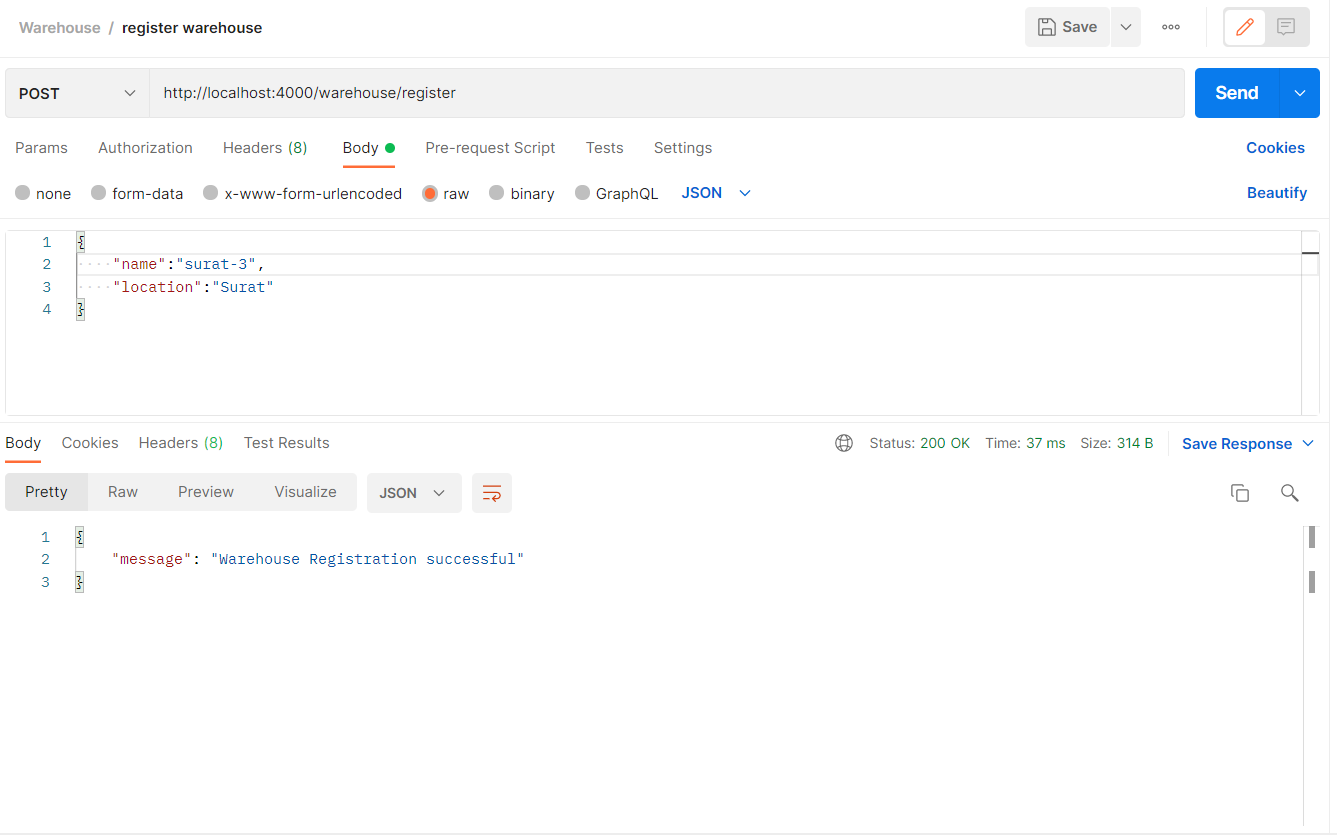 Warehouse / register warehouse
Save
POST http://localhost:4000/warehouse/register Send
Params Authorization Headers (8) Body Pre-request Script Tests Settings Cookies
none form-data x-www-form-urlencoded raw binary GraphQL JSON Beautify
1 {
2 ····"name":"surat-3",
3 ····"location":"Surat"
4 }
Body Cookies Headers (8) Test Results Status: 200 OK Time: 37 ms Size: 314 B Save Response
Pretty Raw Preview Visualize JSON
1 {
2 "message": "Warehouse Registration successful"
3 }